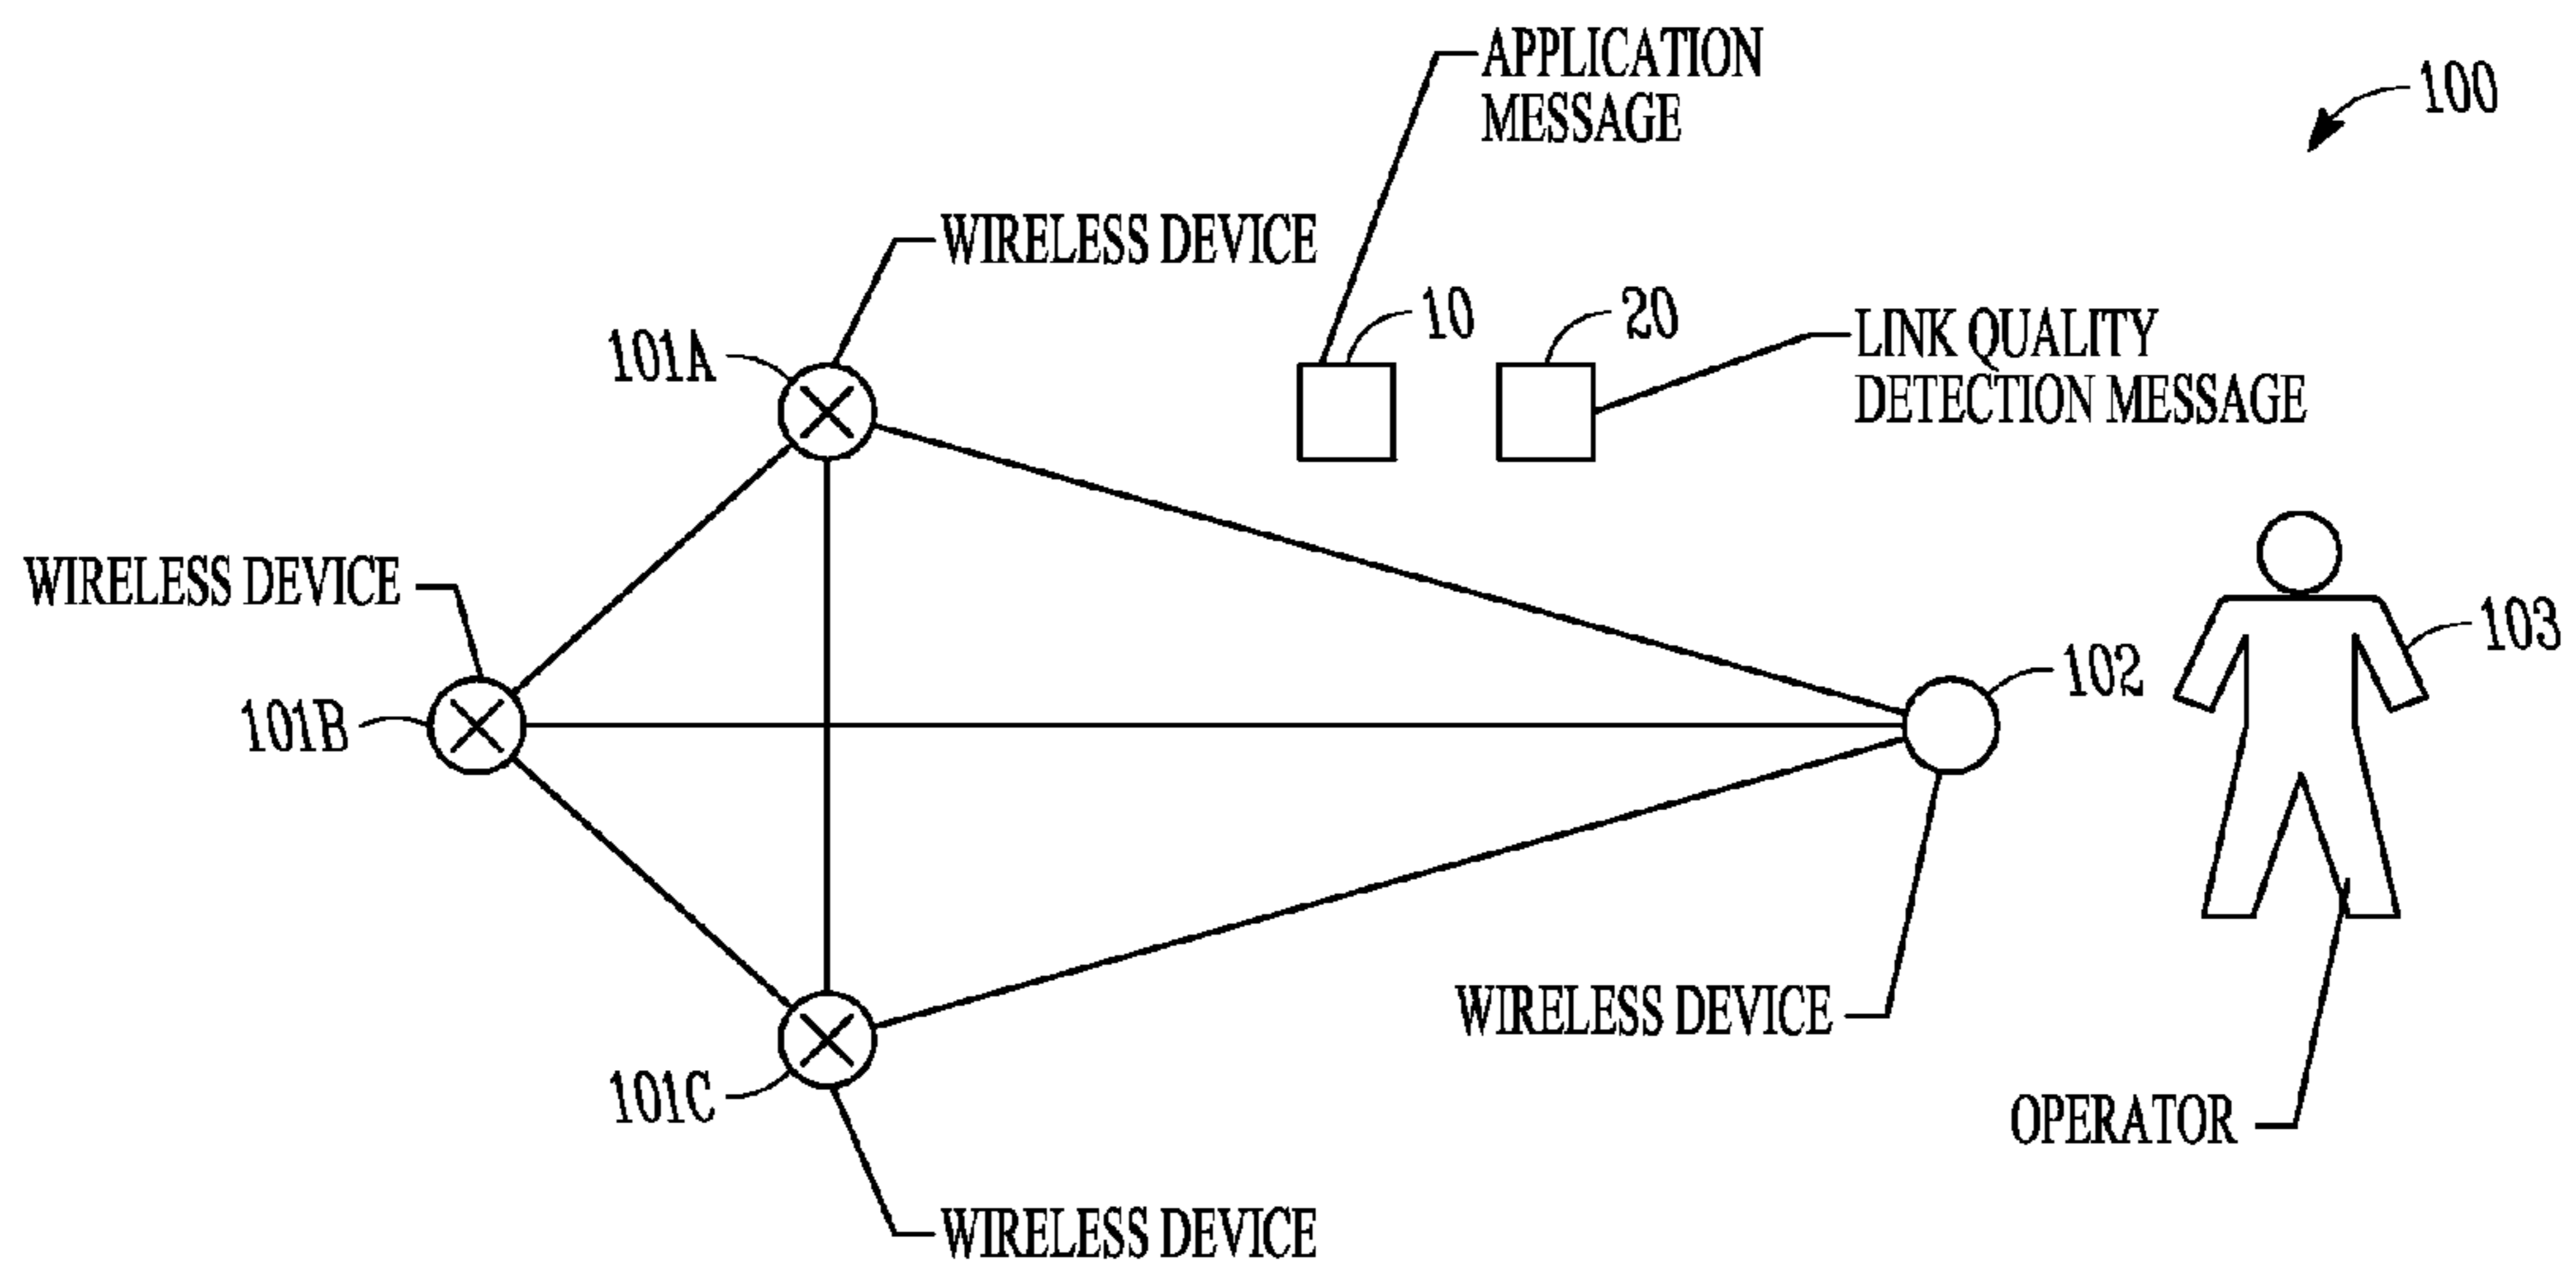 APPLICATION
MESSAGE
100
WIRELESS DEVICE
10
20
LINK QUALITY
DETECTION MESSAGE
101A
WIRELESS DEVICE
103
102
101B
WIRELESS DEVICE
101C
OPERATOR
WIRELESS DEVICE